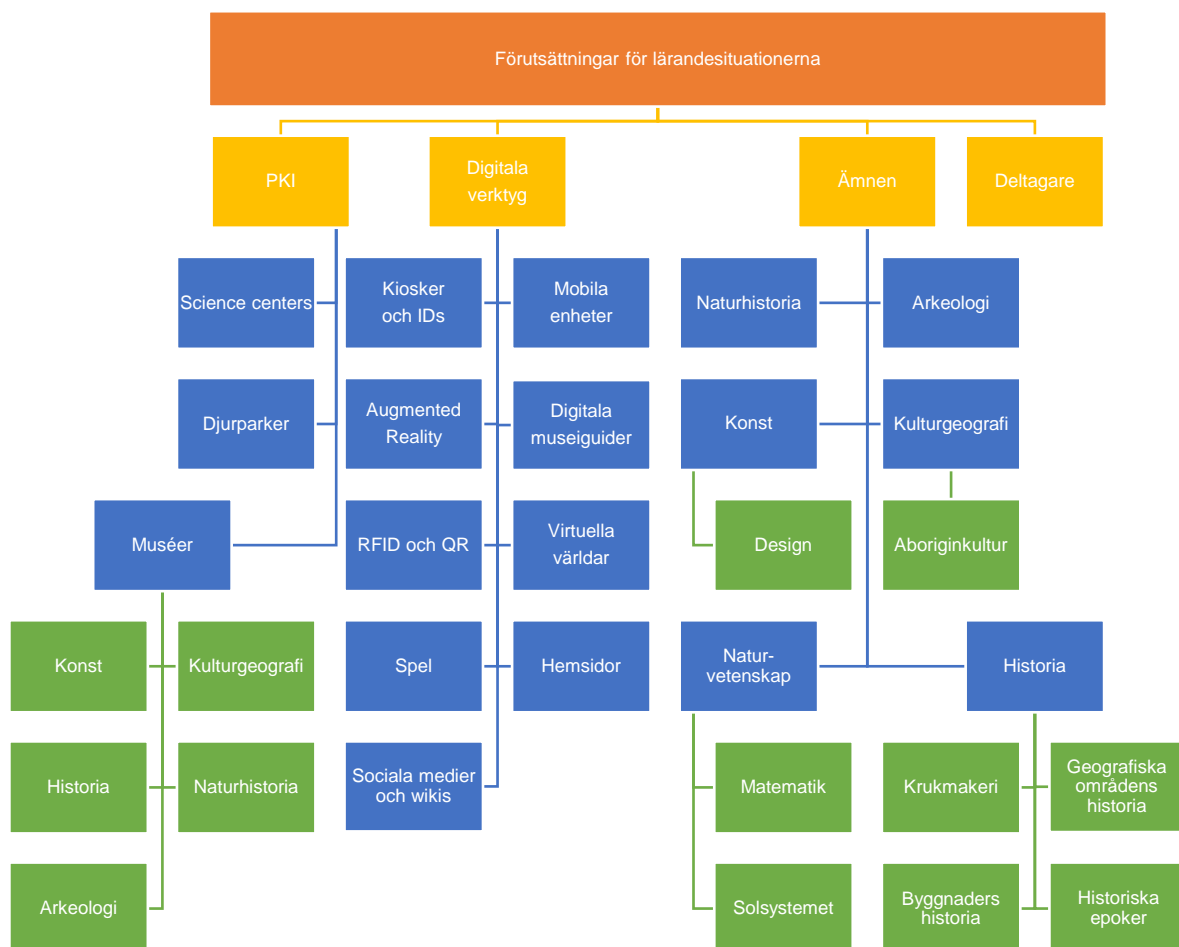 Förutsättningar för lärandesituationerna
PKI
Digitala
verktyg
Ämnen
Deltagare
Science centers
Kiosker
och IDs
Mobila
enheter
Naturhistoria
Arkeologi
Djurparker
Augmented
Reality
Digitala
museiguider
Konst
Kulturgeografi
Muséer
RFID och QR
Virtuella
världar
Design
Aboriginkultur
Konst
Kulturgeografi
Spel
Hemsidor
Natur-
vetenskap
Historia
Historia
Naturhistoria
Sociala medier
och wikis
Matematik
Krukmakeri
Geografiska
områdens
historia
Arkeologi
Solsystemet
Byggnaders
historia
Historiska
epoker